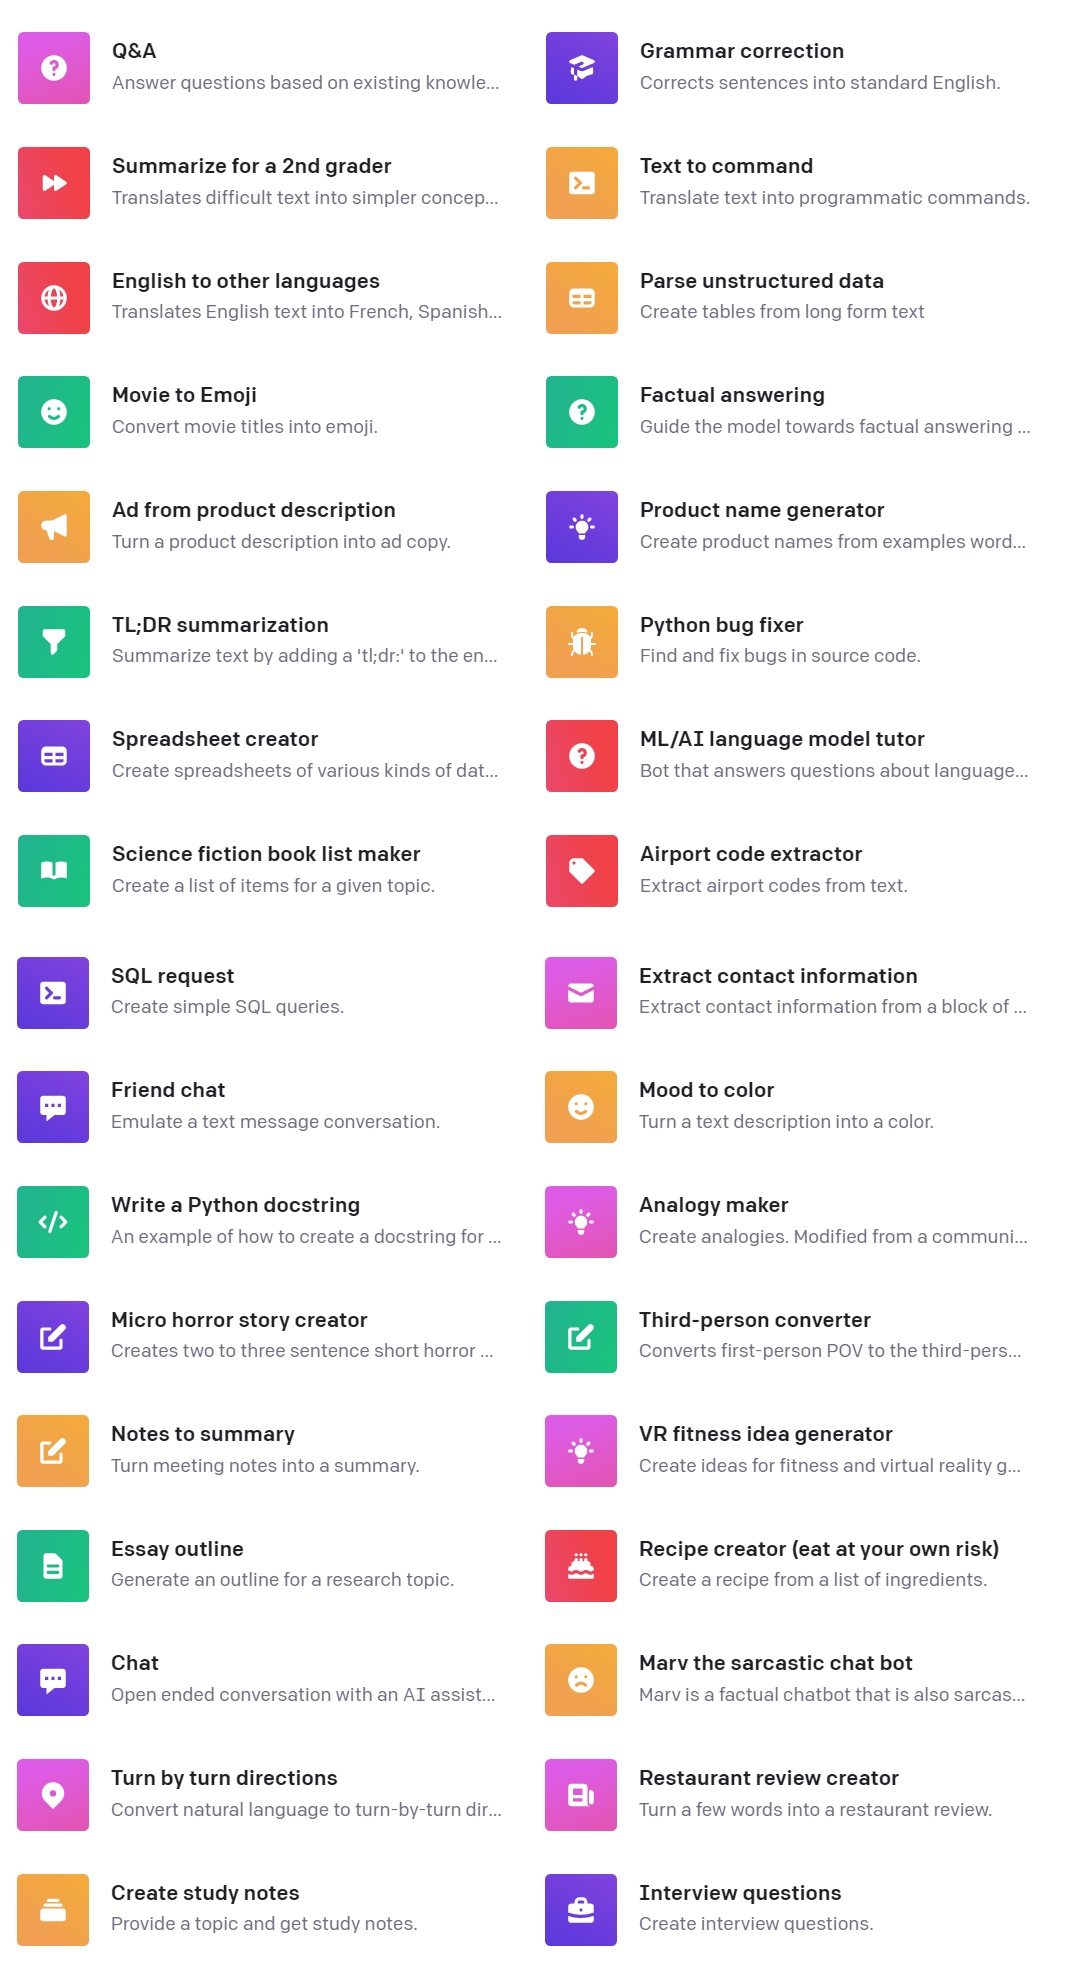 Q&A
Answer questions based on existing knowle...
Grammar correction
Corrects sentences into standard English.
Summarize for a 2nd grader
Translates difficult text into simpler concep...
Text to command
Translate text into programmatic commands.
English to other languages
Translates English text into French, Spanish...
Parse unstructured data
Create tables from long form text
Movie to Emoji
Convert movie titles into emoji.
Factual answering
Guide the model towards factual answering ...
Ad from product description
Turn a product description into ad copy.
Product name generator
Create product names from examples word...
TL;DR summarization
Summarize text by adding a 'tl;dr:' to the en...
Python bug fixer
Find and fix bugs in source code.
Spreadsheet creator
Create spreadsheets of various kinds of dat...
ML/AI language model tutor
Bot that answers questions about language...
Science fiction book list maker
Create a list of items for a given topic.
Airport code extractor
Extract airport codes from text.
SQL request
Create simple SQL queries.
Extract contact information
Extract contact information from a block of ...
Friend chat
Emulate a text message conversation.
Mood to color
Turn a text description into a color.
Write a Python docstring
An example of how to create a docstring for ...
Analogy maker
Create analogies. Modified from a communi...
Micro horror story creator
Creates two to three sentence short horror ...
Third-person converter
Converts first-person POV to the third-pers...
Notes to summary
Turn meeting notes into a summary.
VR fitness idea generator
Create ideas for fitness and virtual reality g...
Essay outline
Generate an outline for a research topic.
Recipe creator (eat at your own risk)
Create a recipe from a list of ingredients.
Chat
Open ended conversation with an AI assist...
Marv the sarcastic chat bot
Marv is a factual chatbot that is also sarcas...
Turn by turn directions
Convert natural language to turn-by-turn dir...
Restaurant review creator
Turn a few words into a restaurant review.
Create study notes
Provide a topic and get study notes.
Interview questions
Create interview questions.